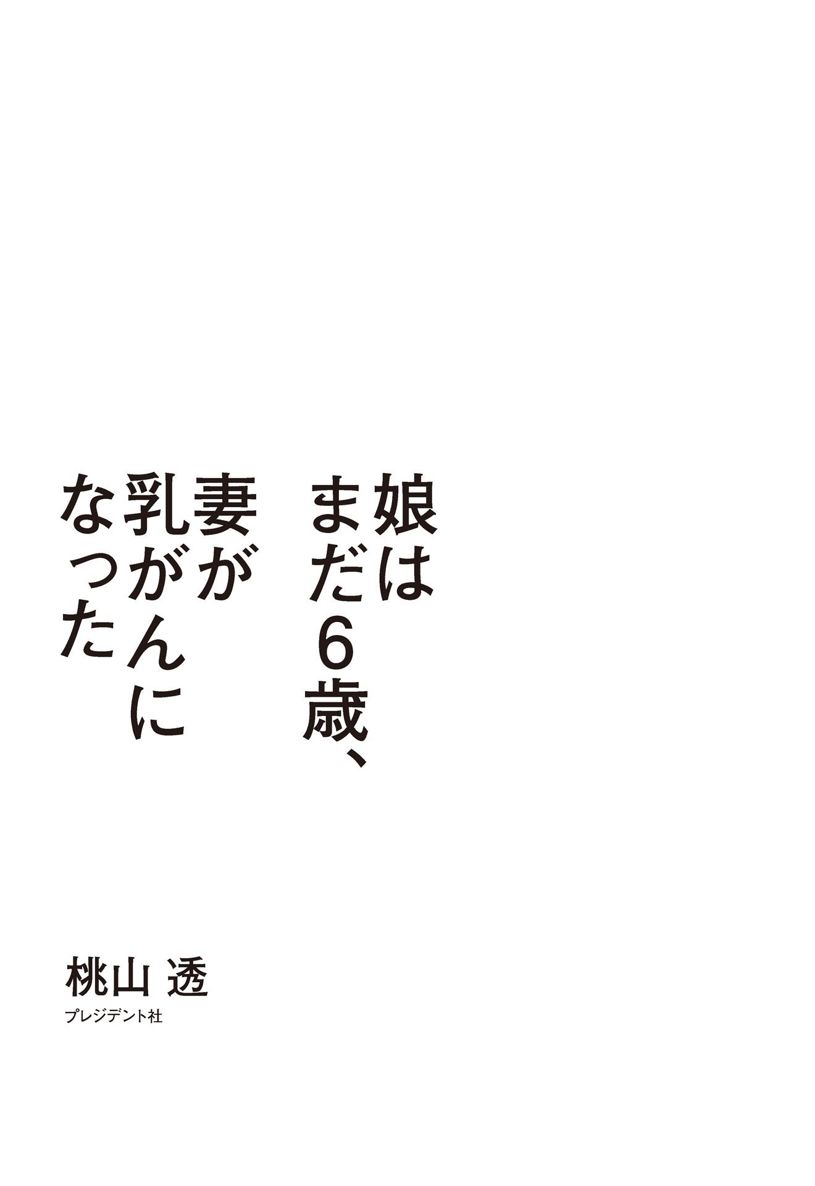 娘は
まだ6歳、
妻が
乳がんに
なった
桃山 透
プレジデント社